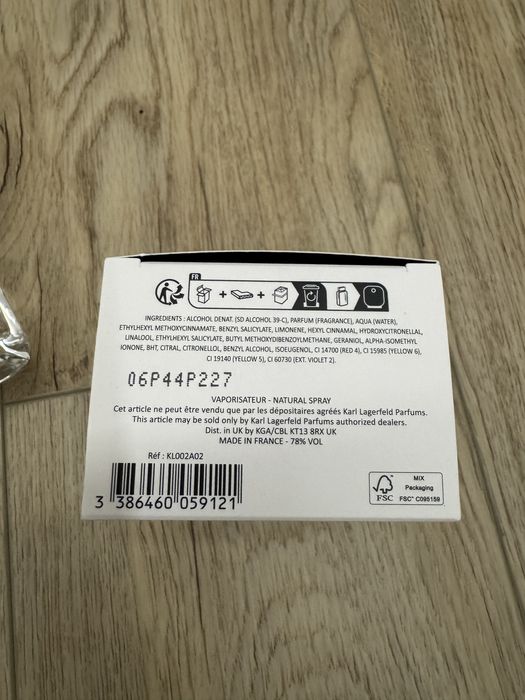 FR
INGREDIENTS : ALCOHOL DENAT. (SD ALCOHOL 39-C), PARFUM (FRAGRANCE), AQUA (WATER),
ETHYLHEXYL METHOXYCINNAMATE, BENZYL SALICYLATE, LIMONENE, HEXYL CINNAMAL, HYDROXYCITRONELLAL,
LINALOOL, ETHYLHEXYL SALICYLATE, BUTYL METHOXYDIBENZOYLMETHANE, GERANIOL, ALPHA-ISOMETHYL
IONONE, BHT, CITRAL, CITRONELLOL, BENZYL ALCOHOL, ISOEUGENOL, CI 14700 (RED 4), CI 15985 (YELLOW 6),
CI 19140 (YELLOW 5), CI 60730 (EXT. VIOLET 2).
06P44P227
VAPORISATEUR - NATURAL SPRAY
Cet article ne peut être vendu que par les dépositaires agréés Karl Lagerfeld Parfums.
This article may be sold only by Karl Lagerfeld Parfums authorized dealers.
Dist. in UK by KGA/CBL KT13 8RX UK
MADE IN FRANCE - 78% VOL
Réf : KL002A02
3 386460 059121
FSC
MIX
Packaging
FSC® C095159